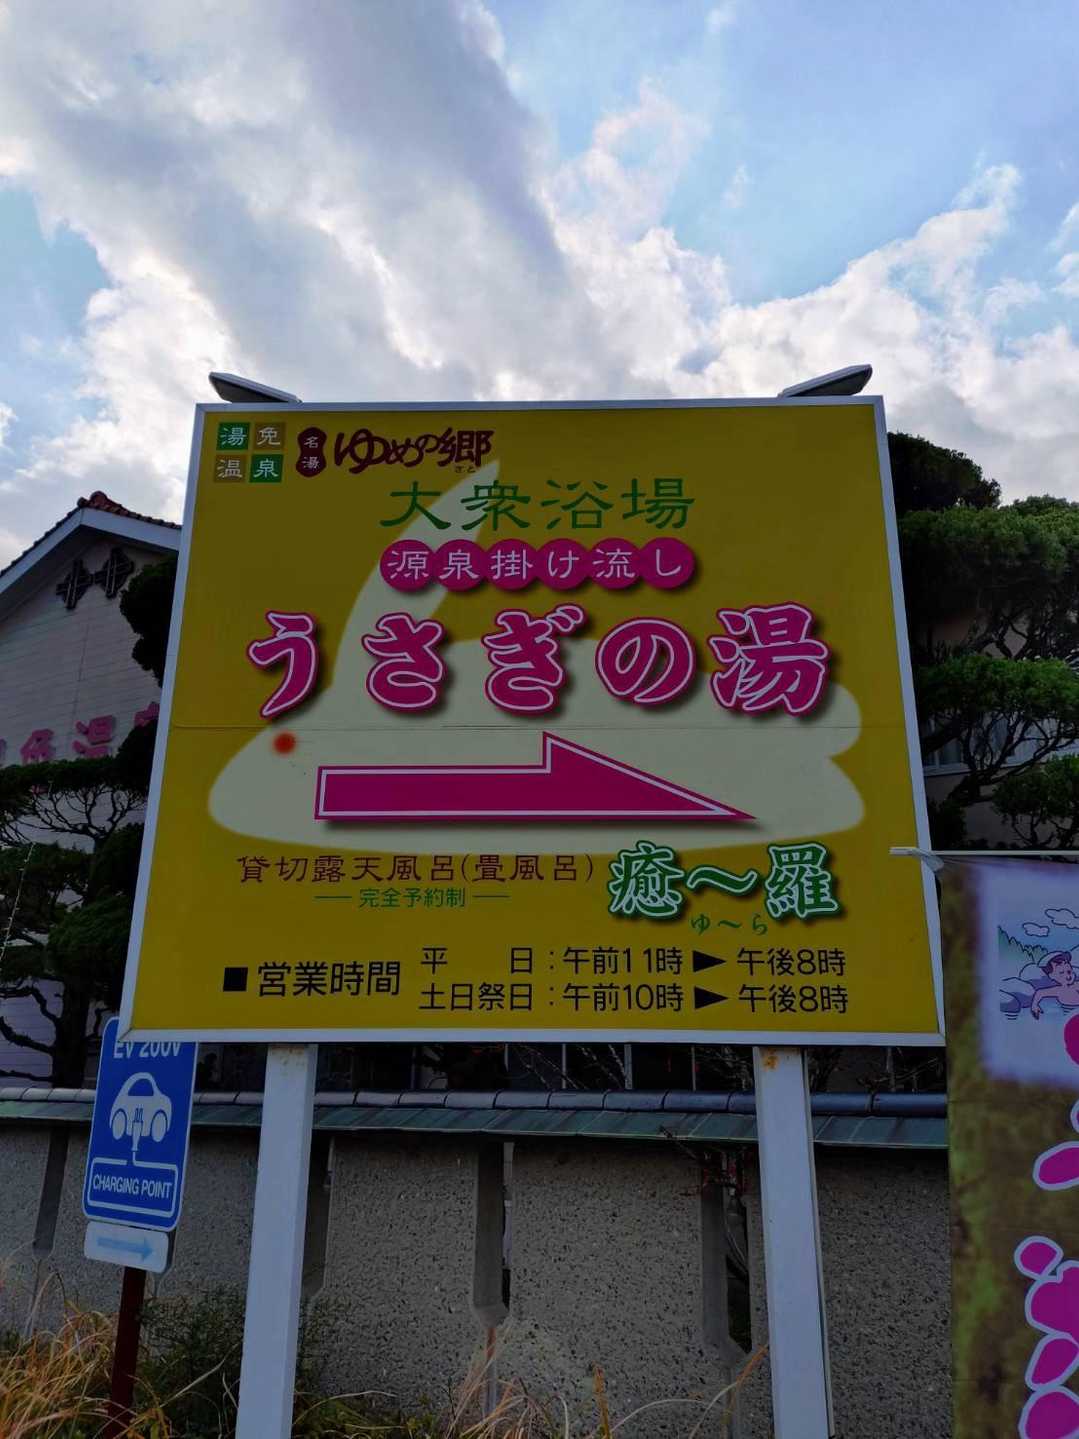 湯免
温泉
名湯
ゆめの郷
さと
大衆浴場
源泉掛け流し
うさぎの湯
貸切露天風呂(畳風呂)
完全予約制
癒〜羅
ゆ〜ら
■営業時間
平 日:午前11時▶午後8時
土日祭日:午前10時▶午後8時
EV 200V
CHARGING POINT